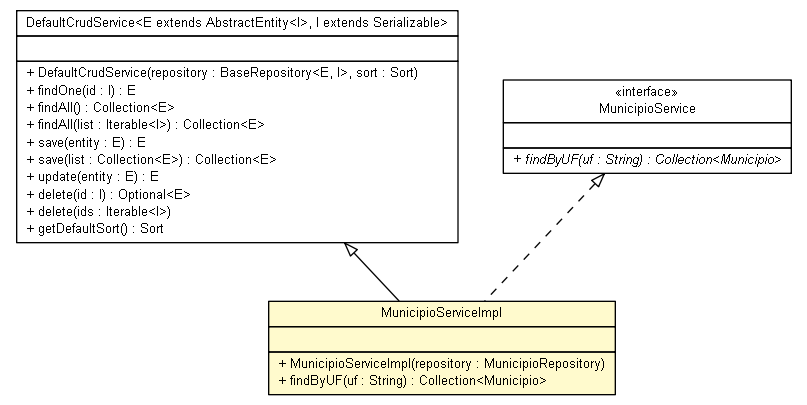 DefaultCrudService<E extends AbstractEntity<I>, I extends Serializable>
+ DefaultCrudService(repository : BaseRepository<E, I>, sort : Sort)
+ findOne(id : I) : E
+ findAll() : Collection<E>
+ findAll(list : Iterable<I>) : Collection<E>
+ save(entity : E) : E
+ save(list : Collection<E>) : Collection<E>
+ update(entity : E) : E
+ delete(id : I) : Optional<E>
+ delete(ids : Iterable<I>)
+ getDefaultSort() : Sort
«interface»
MunicipioService
+ findByUF(uf : String) : Collection<Municipio>
MunicipioServiceImpl
+ MunicipioServiceImpl(repository : MunicipioRepository)
+ findByUF(uf : String) : Collection<Municipio>